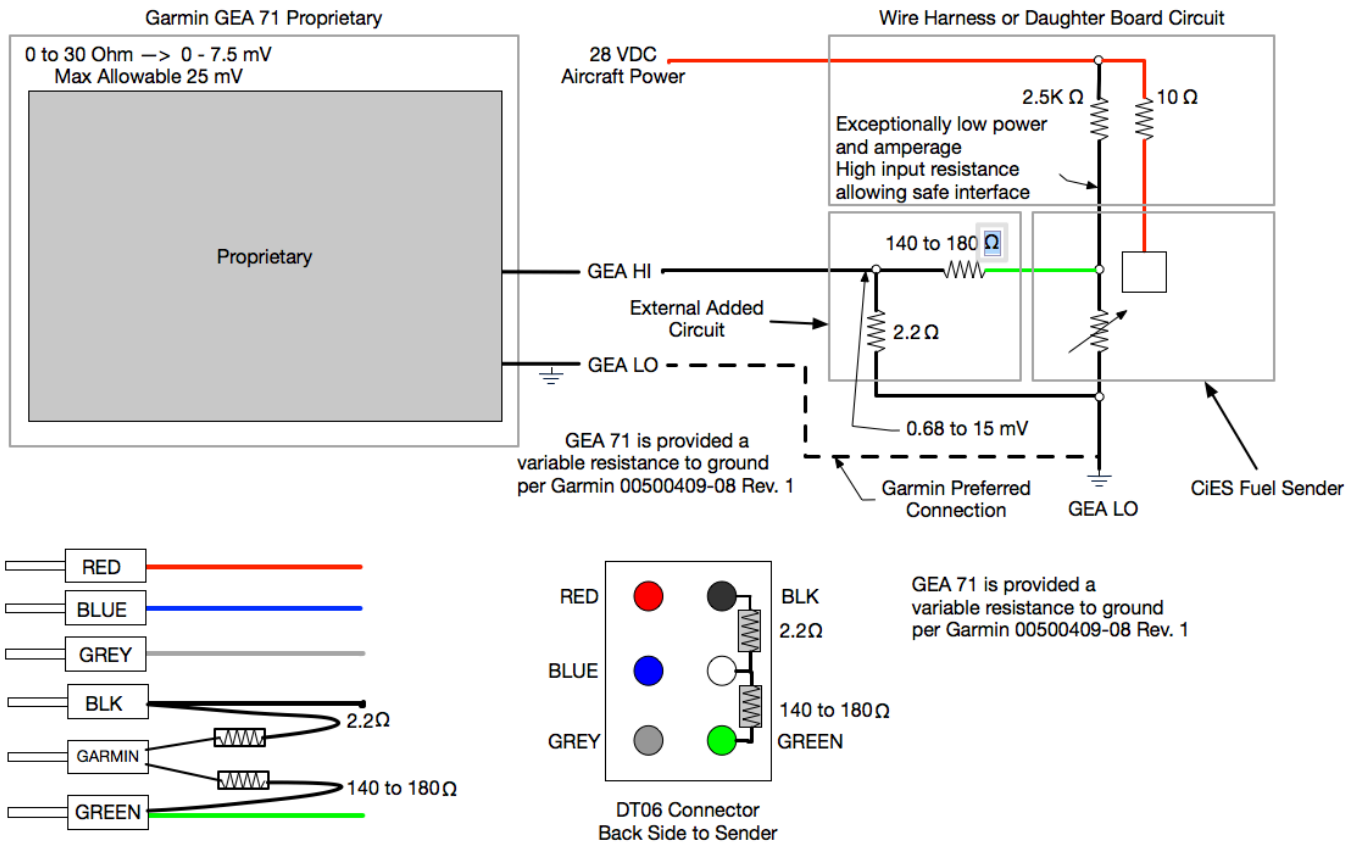 Garmin GEA 71 Proprietary
0 to 30 Ohm —> 0 - 7.5 mV
Max Allowable 25 mV
Proprietary
28 VDC
Aircraft Power
Wire Harness or Daughter Board Circuit
2.5K Ω
10 Ω
Exceptionally low power
and amperage
High input resistance
allowing safe interface
GEA HI
140 to 180 Ω
External Added
Circuit
2.2 Ω
GEA LO
0.68 to 15 mV
GEA 71 is provided a
variable resistance to ground
per Garmin 00500409-08 Rev. 1
Garmin Preferred
Connection
GEA LO
CiES Fuel Sender
RED
BLUE
GREY
BLK
2.2Ω
GARMIN
140 to 180Ω
GREEN
RED
BLK
2.2Ω
BLUE
140 to 180Ω
GREY
GREEN
DT06 Connector
Back Side to Sender
GEA 71 is provided a
variable resistance to ground
per Garmin 00500409-08 Rev. 1